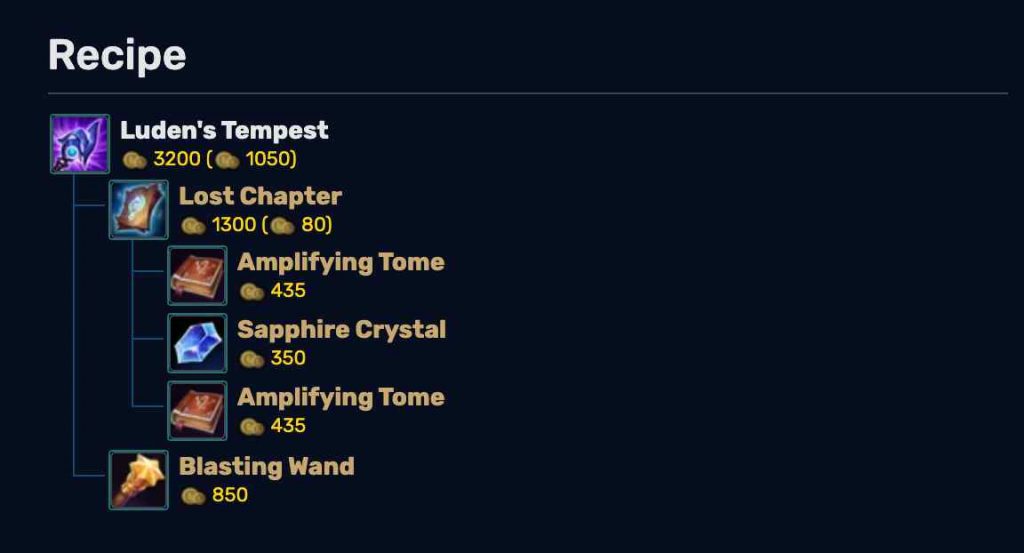 Recipe
Luden's Tempest
3200 ( 1050)
Lost Chapter
1300 ( 80)
Amplifying Tome
435
Sapphire Crystal
350
Amplifying Tome
435
Blasting Wand
850